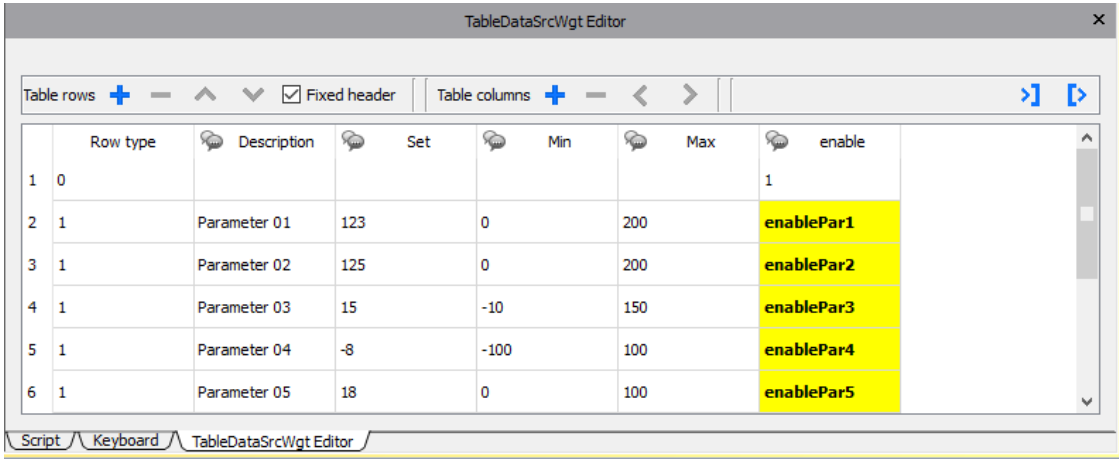 TableDataSrcWgt Editor
Table rows Fixed header Table columns
Row type Description Set Min Max enable
1 0 1
2 1 Parameter 01 123 0 200 enablePar1
3 1 Parameter 02 125 0 200 enablePar2
4 1 Parameter 03 15 -10 150 enablePar3
5 1 Parameter 04 -8 -100 100 enablePar4
6 1 Parameter 05 18 0 100 enablePar5
Script Keyboard TableDataSrcWgt Editor